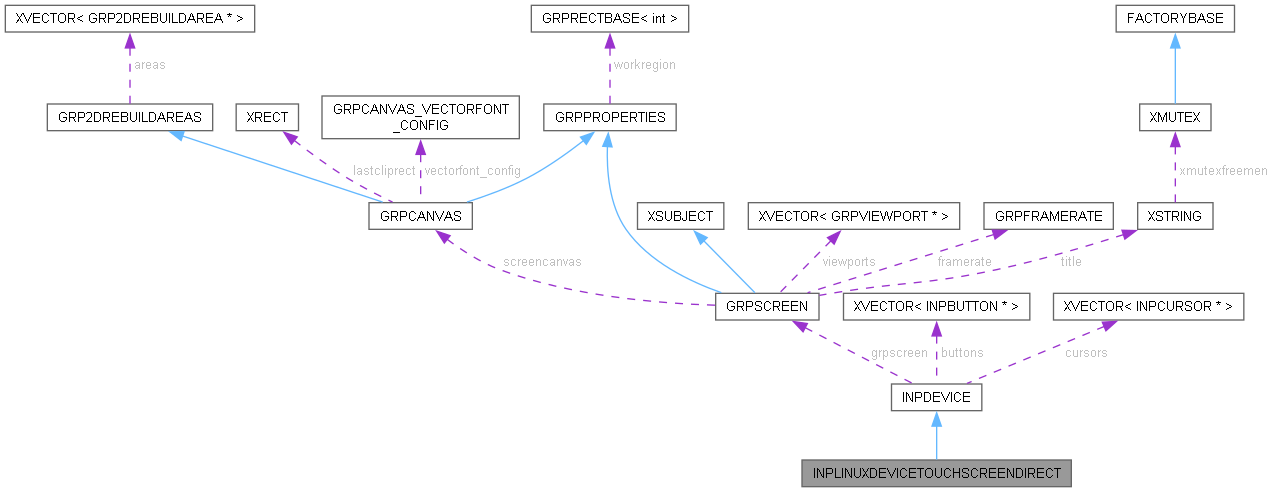 XVECTOR< GRP2DREBUILDAREA * >
GRPRECTBASE< int >
FACTORYBASE
areas
workregion
GRP2DREBUILDAREAS
XRECT
GRPCANVAS_VECTORFONT
_CONFIG
GRPPROPERTIES
XMUTEX
lastcliprect
vectorfont_config
xmutexfreemen
GRPCANVAS
XSUBJECT
XVECTOR< GRPVIEWPORT * >
GRPFRAMERATE
XSTRING
screencanvas
viewports
framerate
title
GRPSCREEN
XVECTOR< INPBUTTON * >
XVECTOR< INPCURSOR * >
grpscreen
buttons
cursors
INPDEVICE
INPLINUXDEVICETOUCHSCREENDIRECT